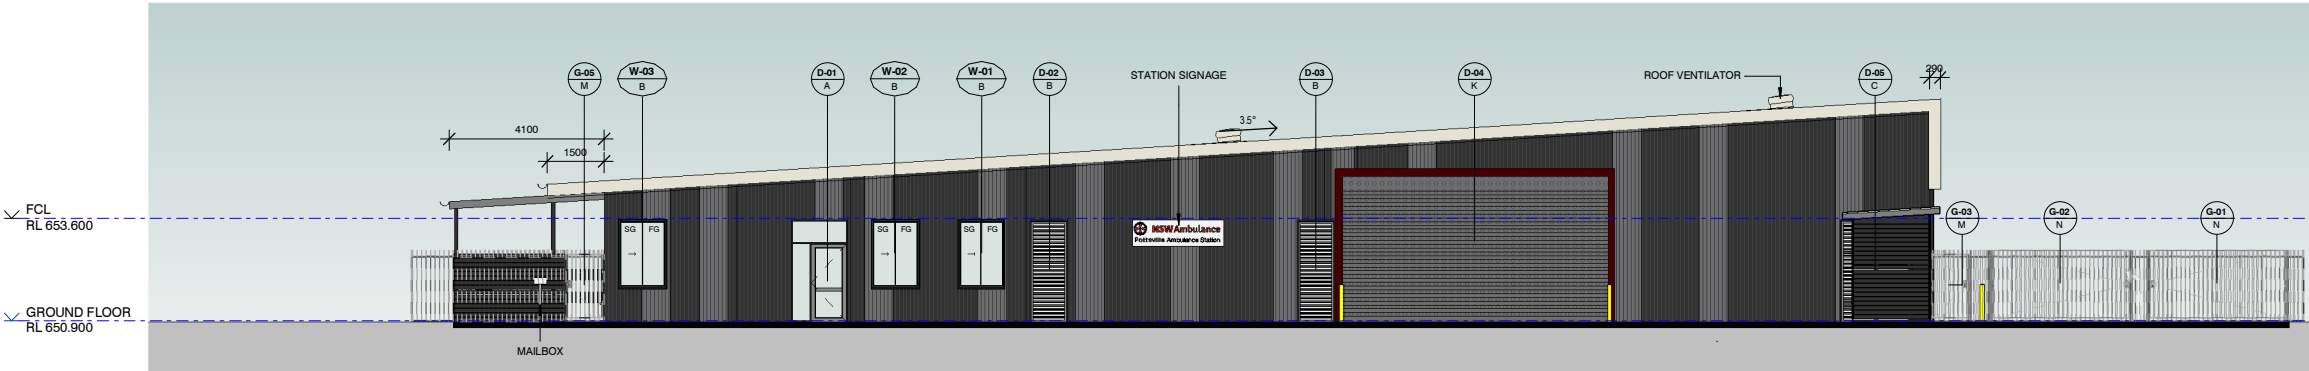 G-05
M
W-03
B
D-01
A
W-02
B
W-01
B
D-02
B
STATION SIGNAGE
D-03
B
D-04
K
ROOF VENTILATOR
D-05
C
290
4100
1500
3.5°
FCL
RL 653.600
SG FG
SG FG
SG FG
NSW Ambulance
Pottsville Ambulance Station
G-03
M
G-02
N
G-01
N
GROUND FLOOR
RL 650.900
MAILBOX